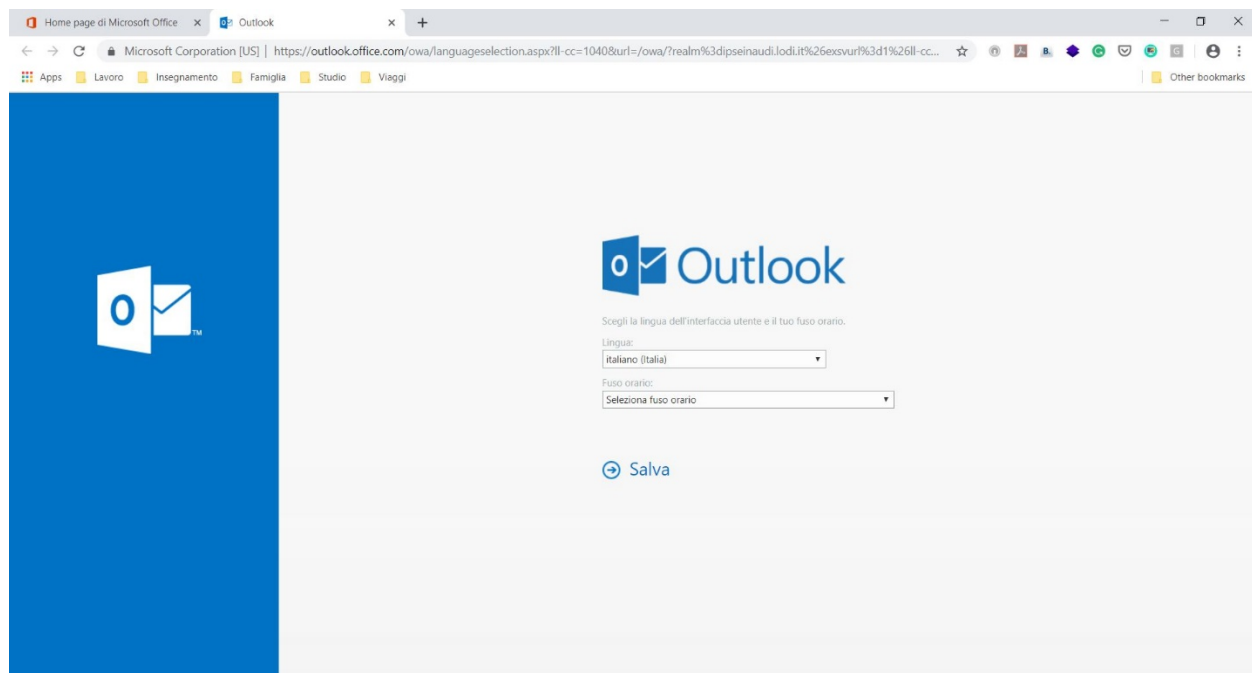 Home page di Microsoft Office
Outlook
Microsoft Corporation [US] | https://outlook.office.com/owa/languageselection.aspx?ll-cc=1040&url=/owa/?realm%3dipseinaudi.lodi.it%26exsvurl%3d1%26ll-cc...
Apps Lavoro Insegnamento Famiglia Studio Viaggi Other bookmarks
O TM
O Outlook
Scegli la lingua dell'interfaccia utente e il tuo fuso orario.
Lingua:
italiano (Italia)
Fuso orario:
Seleziona fuso orario
Salva